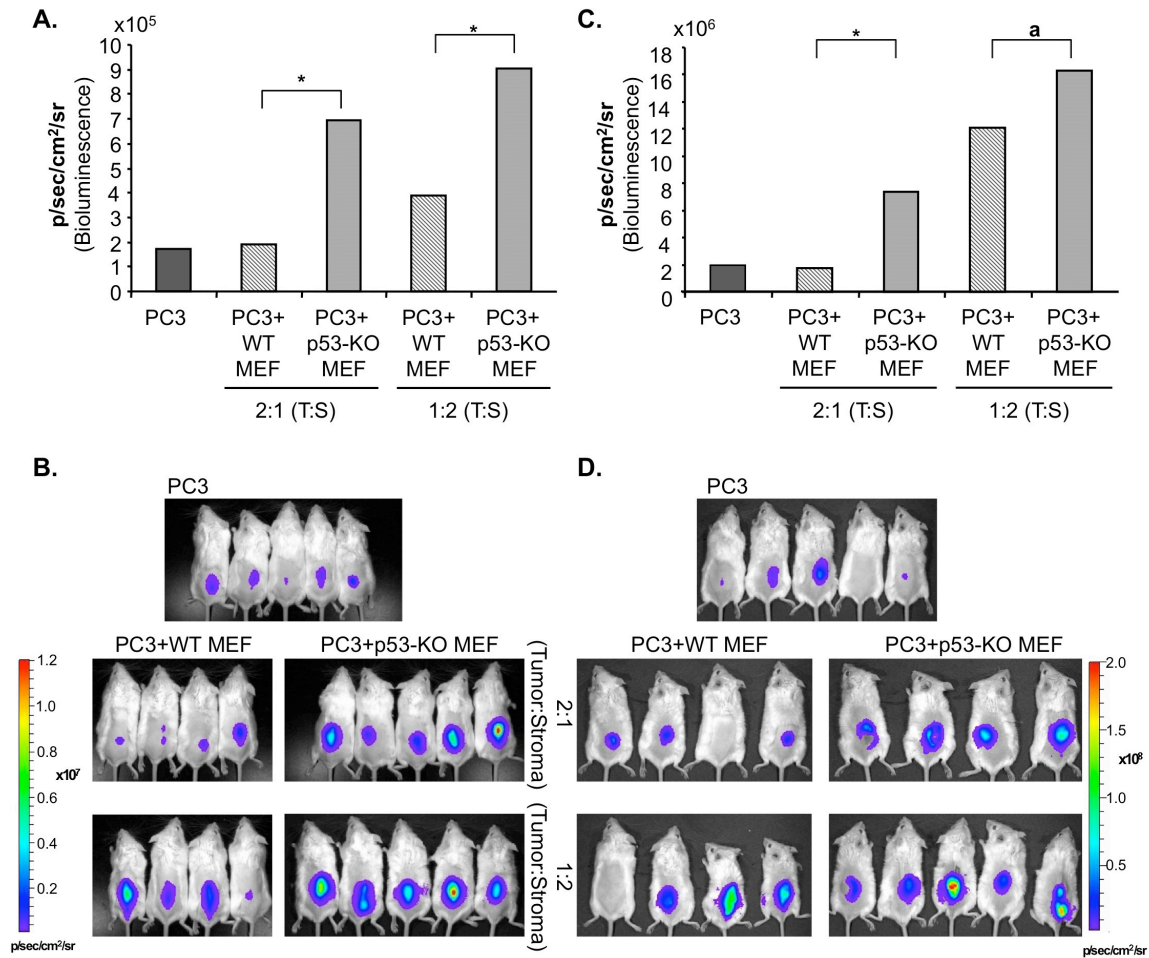 A.
x10⁵
10
9
8
7
6
5
4
3
2
1
0
p/sec/cm²/sr
(Bioluminescence)
*
*
PC3
PC3+
WT
MEF
PC3+
p53-KO
MEF
PC3+
WT
MEF
PC3+
p53-KO
MEF
2:1 (T:S)
1:2 (T:S)
C.
x10⁶
18
16
14
12
10
8
6
4
2
0
p/sec/cm²/sr
(Bioluminescence)
*
a
PC3
PC3+
WT
MEF
PC3+
p53-KO
MEF
PC3+
WT
MEF
PC3+
p53-KO
MEF
2:1 (T:S)
1:2 (T:S)
B.
PC3
PC3+WT MEF
PC3+p53-KO MEF
1.2
1.0
0.8
x10⁷
0.6
0.4
0.2
p/sec/cm²/sr
2:1
(Tumor:Stroma)
1:2
(Tumor:Stroma)
D.
PC3
PC3+WT MEF
PC3+p53-KO MEF
2.0
1.5
x10⁸
1.0
0.5
p/sec/cm²/sr